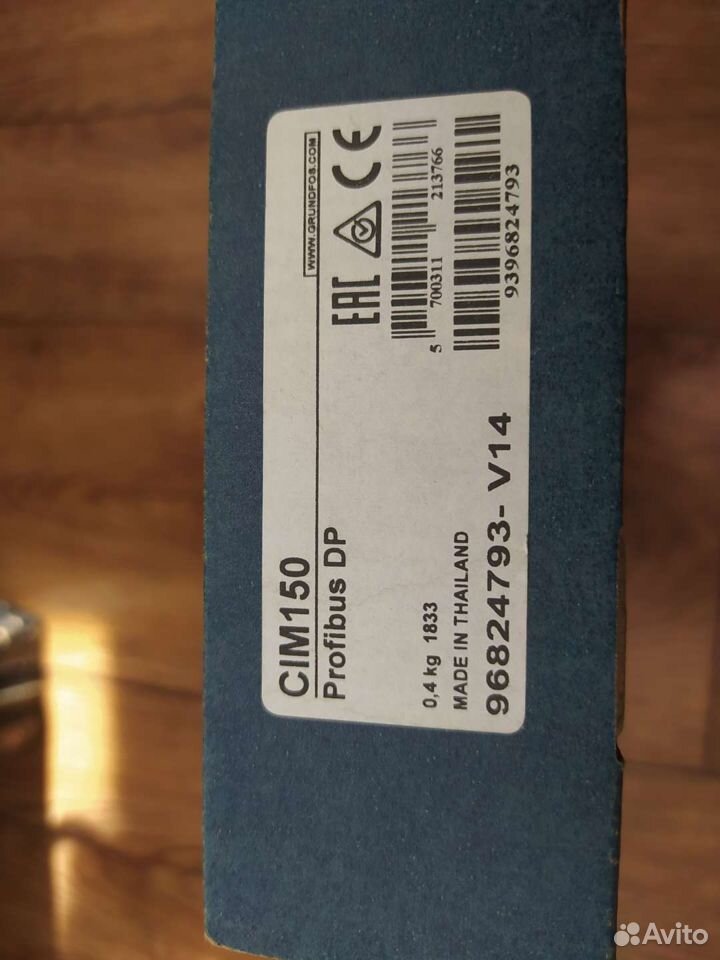 CIM150
Profibus DP
WWW.GRUNDFOS.COM
EAC CE
0,4 kg 1833
MADE IN THAILAND
96824793- V14
5 700311 213766
9396824793
Avito